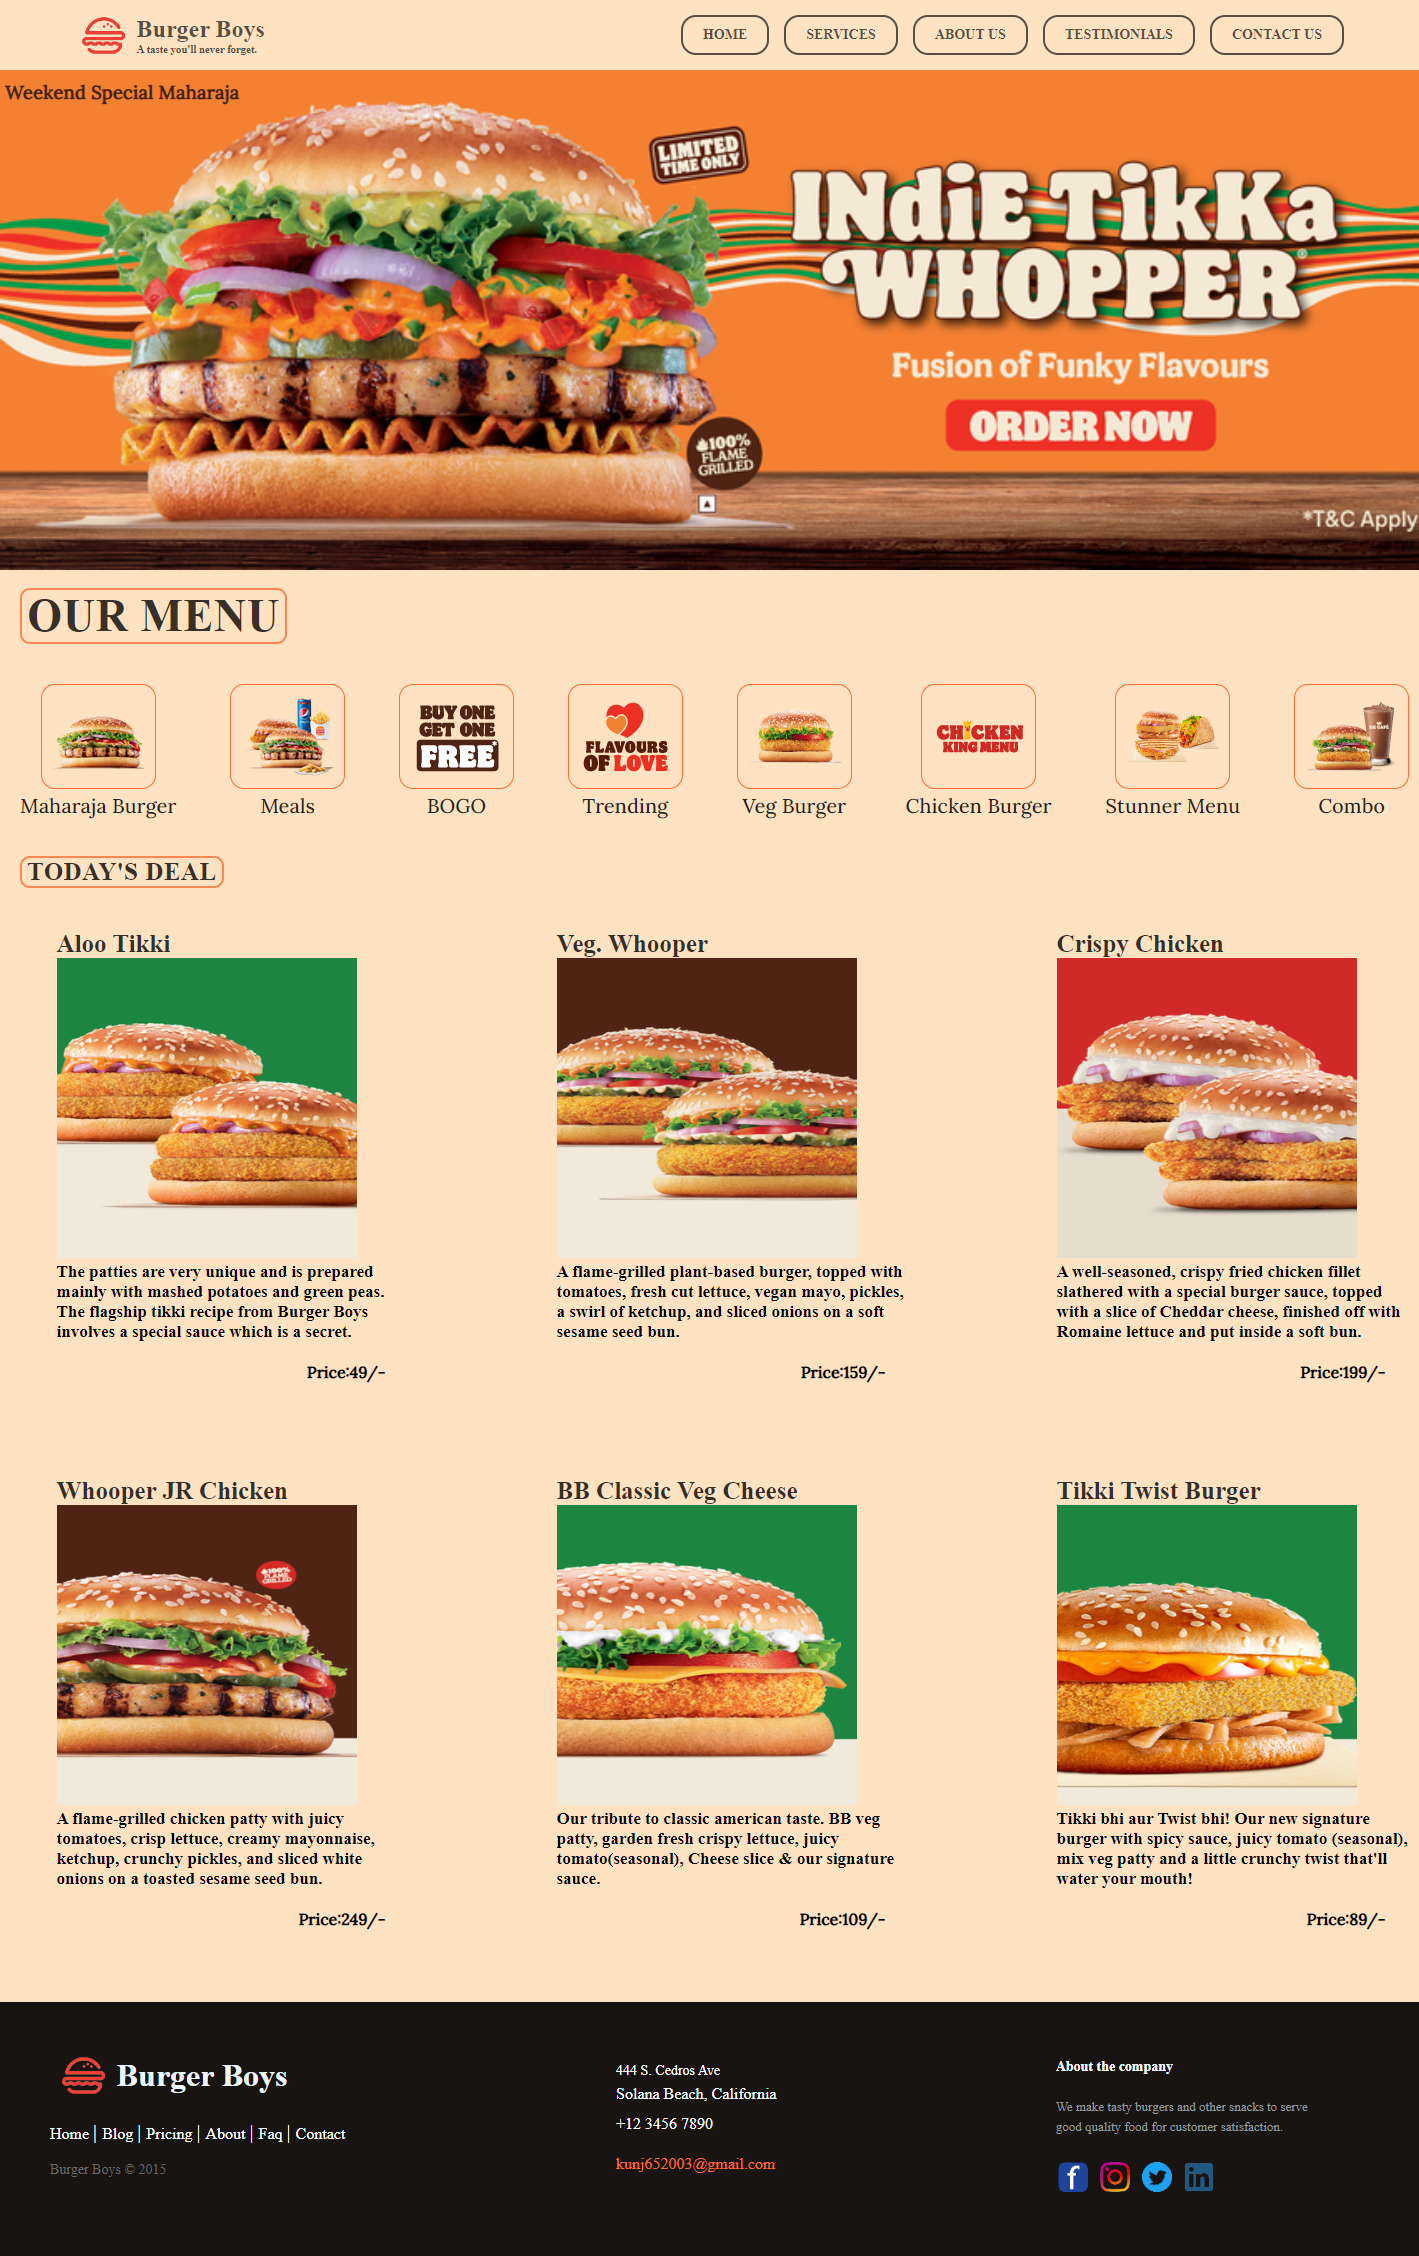 Burger Boys
A taste you'll never forget.
HOME
SERVICES
ABOUT US
TESTIMONIALS
CONTACT US
Weekend Special Maharaja
LIMITED
TIME ONLY
INdiE TikKa
WHOPPER
Fusion of Funky Flavours
ORDER NOW
100%
FLAME
GRILLED
*T&C Apply
OUR MENU
BUY ONE
GET ONE
FREE*
FLAVOURS
OF LOVE
CHICKEN
KING MENU
BK CAFÉ
Maharaja Burger
Meals
BOGO
Trending
Veg Burger
Chicken Burger
Stunner Menu
Combo
TODAY'S DEAL
Aloo Tikki
The patties are very unique and is prepared
mainly with mashed potatoes and green peas.
The flagship tikki recipe from Burger Boys
involves a special sauce which is a secret.
Price:49/-
Veg. Whooper
A flame-grilled plant-based burger, topped with
tomatoes, fresh cut lettuce, vegan mayo, pickles,
a swirl of ketchup, and sliced onions on a soft
sesame seed bun.
Price:159/-
Crispy Chicken
A well-seasoned, crispy fried chicken fillet
slathered with a special burger sauce, topped
with a slice of Cheddar cheese, finished off with
Romaine lettuce and put inside a soft bun.
Price:199/-
Whooper JR Chicken
100%
FLAME
GRILLED
A flame-grilled chicken patty with juicy
tomatoes, crisp lettuce, creamy mayonnaise,
ketchup, crunchy pickles, and sliced white
onions on a toasted sesame seed bun.
Price:249/-
BB Classic Veg Cheese
Our tribute to classic american taste. BB veg
patty, garden fresh crispy lettuce, juicy
tomato(seasonal), Cheese slice & our signature
sauce.
Price:109/-
Tikki Twist Burger
Tikki bhi aur Twist bhi! Our new signature
burger with spicy sauce, juicy tomato (seasonal),
mix veg patty and a little crunchy twist that'll
water your mouth!
Price:89/-
Burger Boys
Home | Blog | Pricing | About | Faq | Contact
Burger Boys © 2015
444 S. Cedros Ave
Solana Beach, California
+12 3456 7890
kunj652003@gmail.com
About the company
We make tasty burgers and other snacks to serve
good quality food for customer satisfaction.